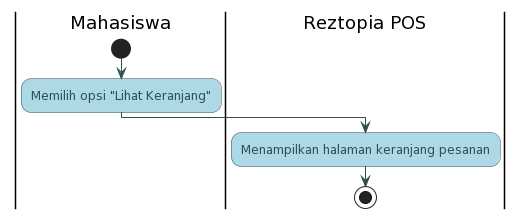 Mahasiswa
Reztopia POS
Memilih opsi "Lihat Keranjang"
Menampilkan halaman keranjang pesanan